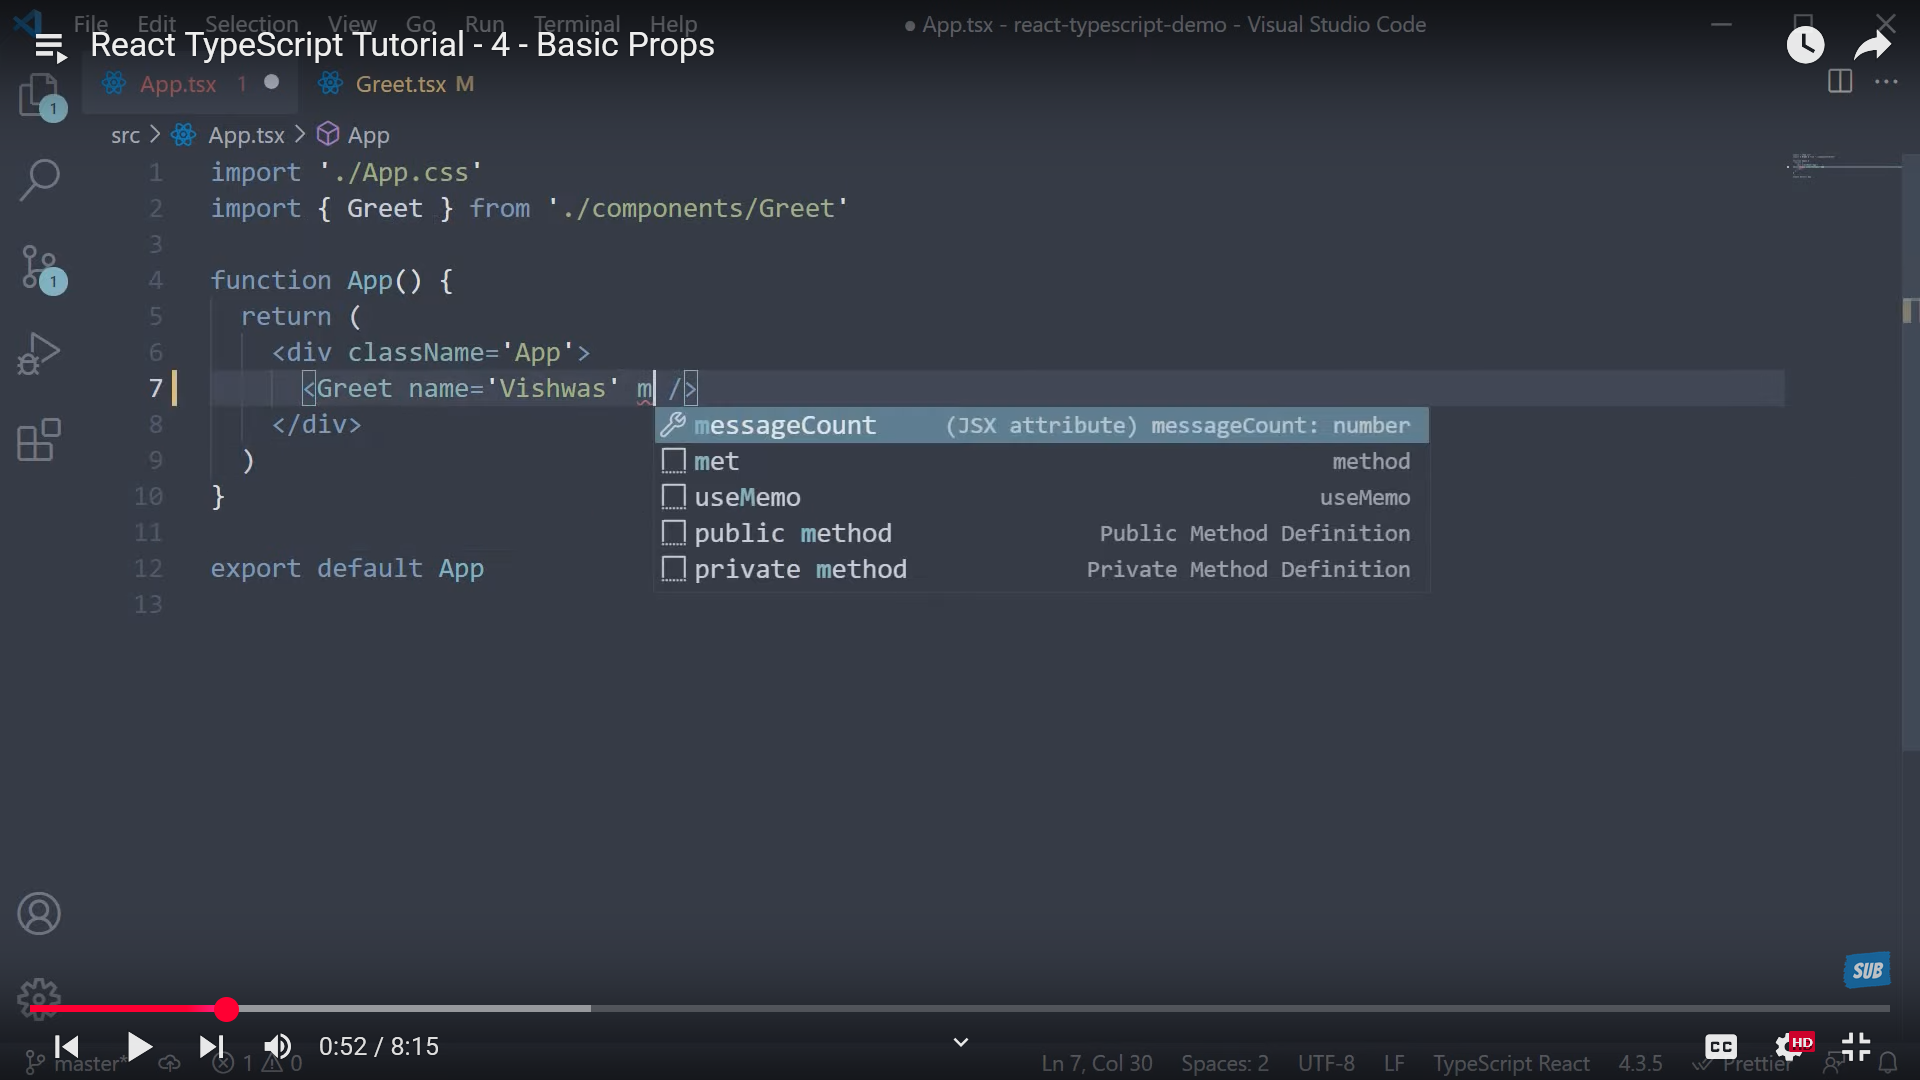 File Edit Selection View Go Run Terminal Help
● App.tsx - react-typescript-demo - Visual Studio Code
React TypeScript Tutorial - 4 - Basic Props
App.tsx 1 Greet.tsx M
1
src > App.tsx > App
1 import './App.css'
2 import { Greet } from './components/Greet'
3
4 function App() {
5 return (
6 <div className='App'>
7 <Greet name='Vishwas' m />
8 </div>
9 )
10 }
11
12 export default App
13
1
messageCount (JSX attribute) messageCount: number
met method
useMemo useMemo
public method Public Method Definition
private method Private Method Definition
SUB
0:52 / 8:15
CC HD
master* 1 0
Ln 7, Col 30 Spaces: 2 UTF-8 LF TypeScript React 4.3.5 Prettier